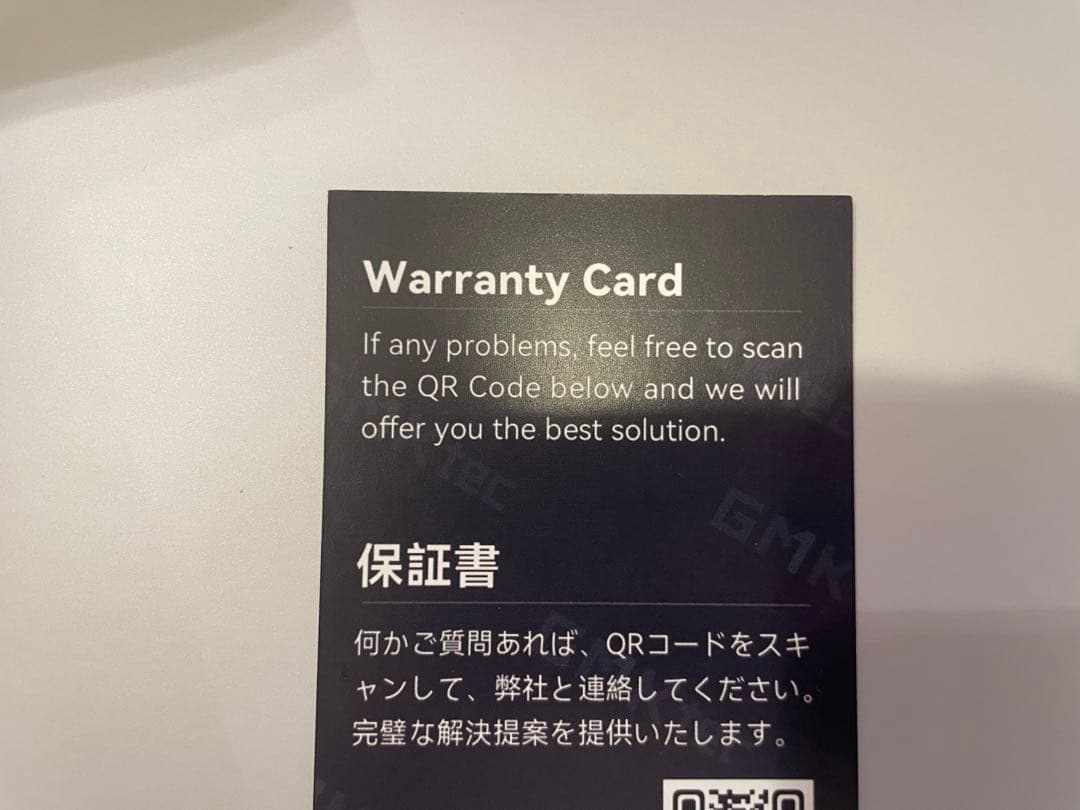 Warranty Card
If any problems, feel free to scan
the QR Code below and we will
offer you the best solution.
保証書
何かご質問あれば、QRコードをスキ
ャンして、弊社と連絡してください。
完璧な解決提案を提供いたします。
GMK
GMK